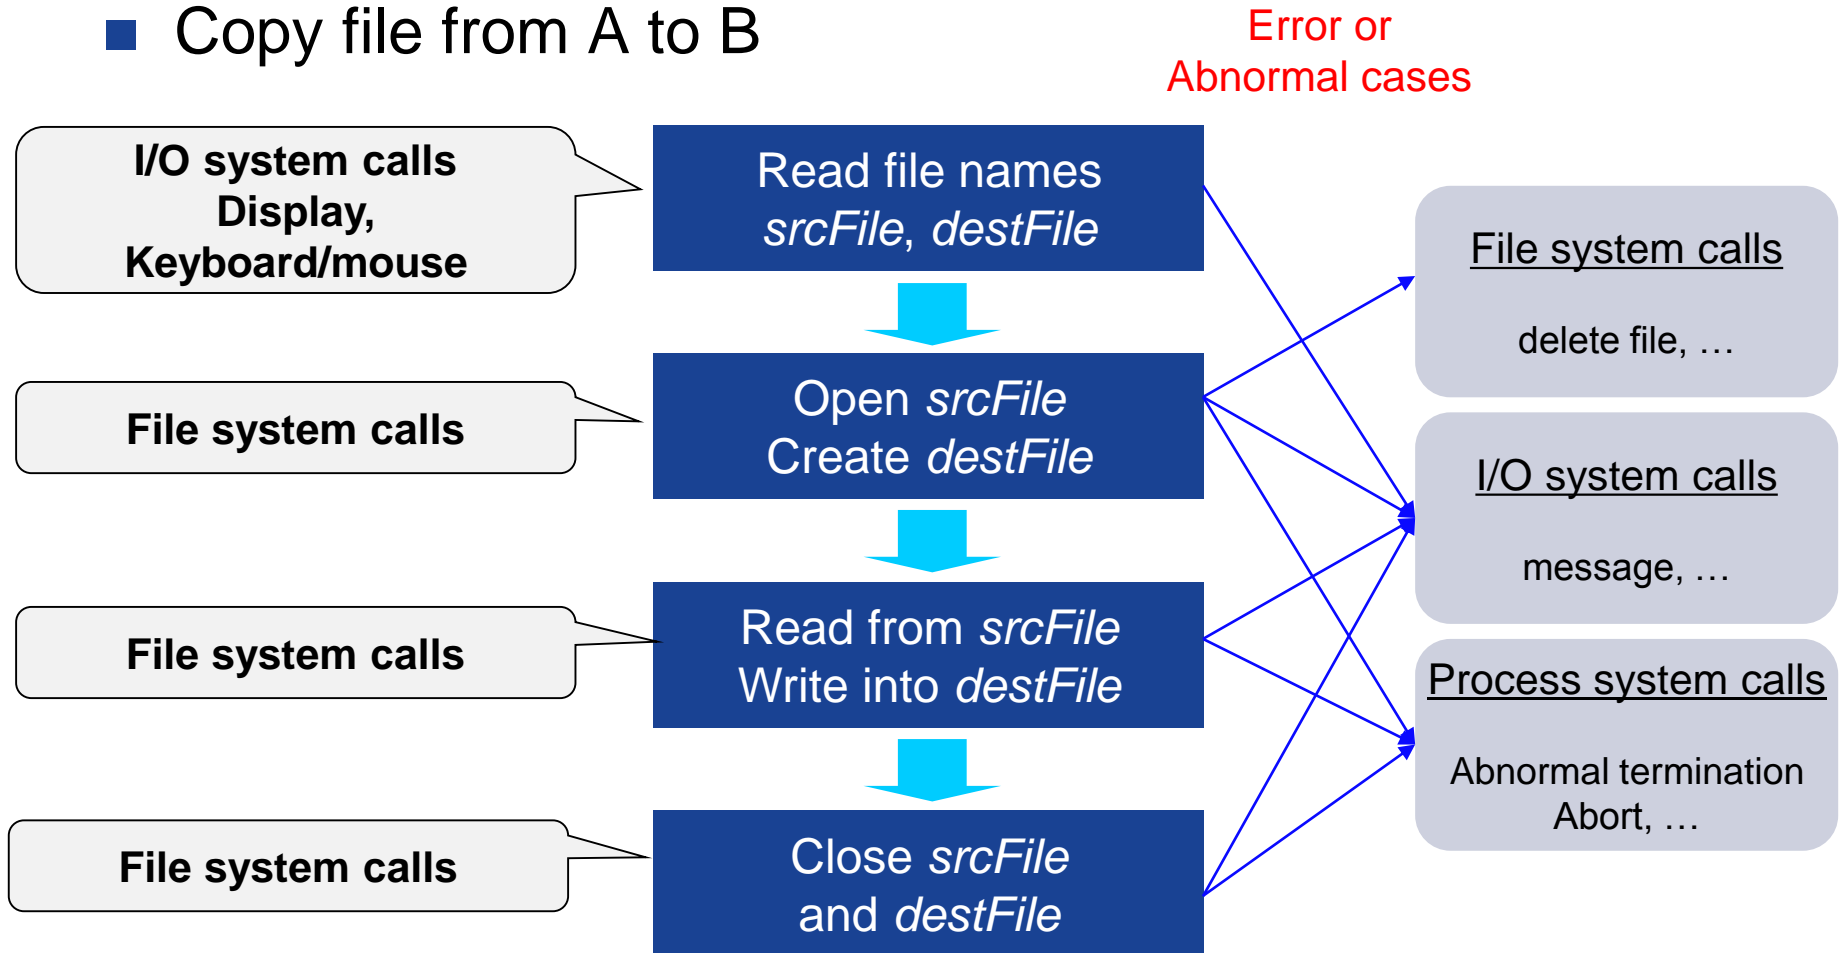 Copy file from A to B
Error or
Abnormal cases
I/O system calls
Display,
Keyboard/mouse
Read file names
srcFile, destFile
File system calls
delete file, …
File system calls
Open srcFile
Create destFile
I/O system calls
message, …
File system calls
Read from srcFile
Write into destFile
Process system calls
Abnormal termination
Abort, …
File system calls
Close srcFile
and destFile